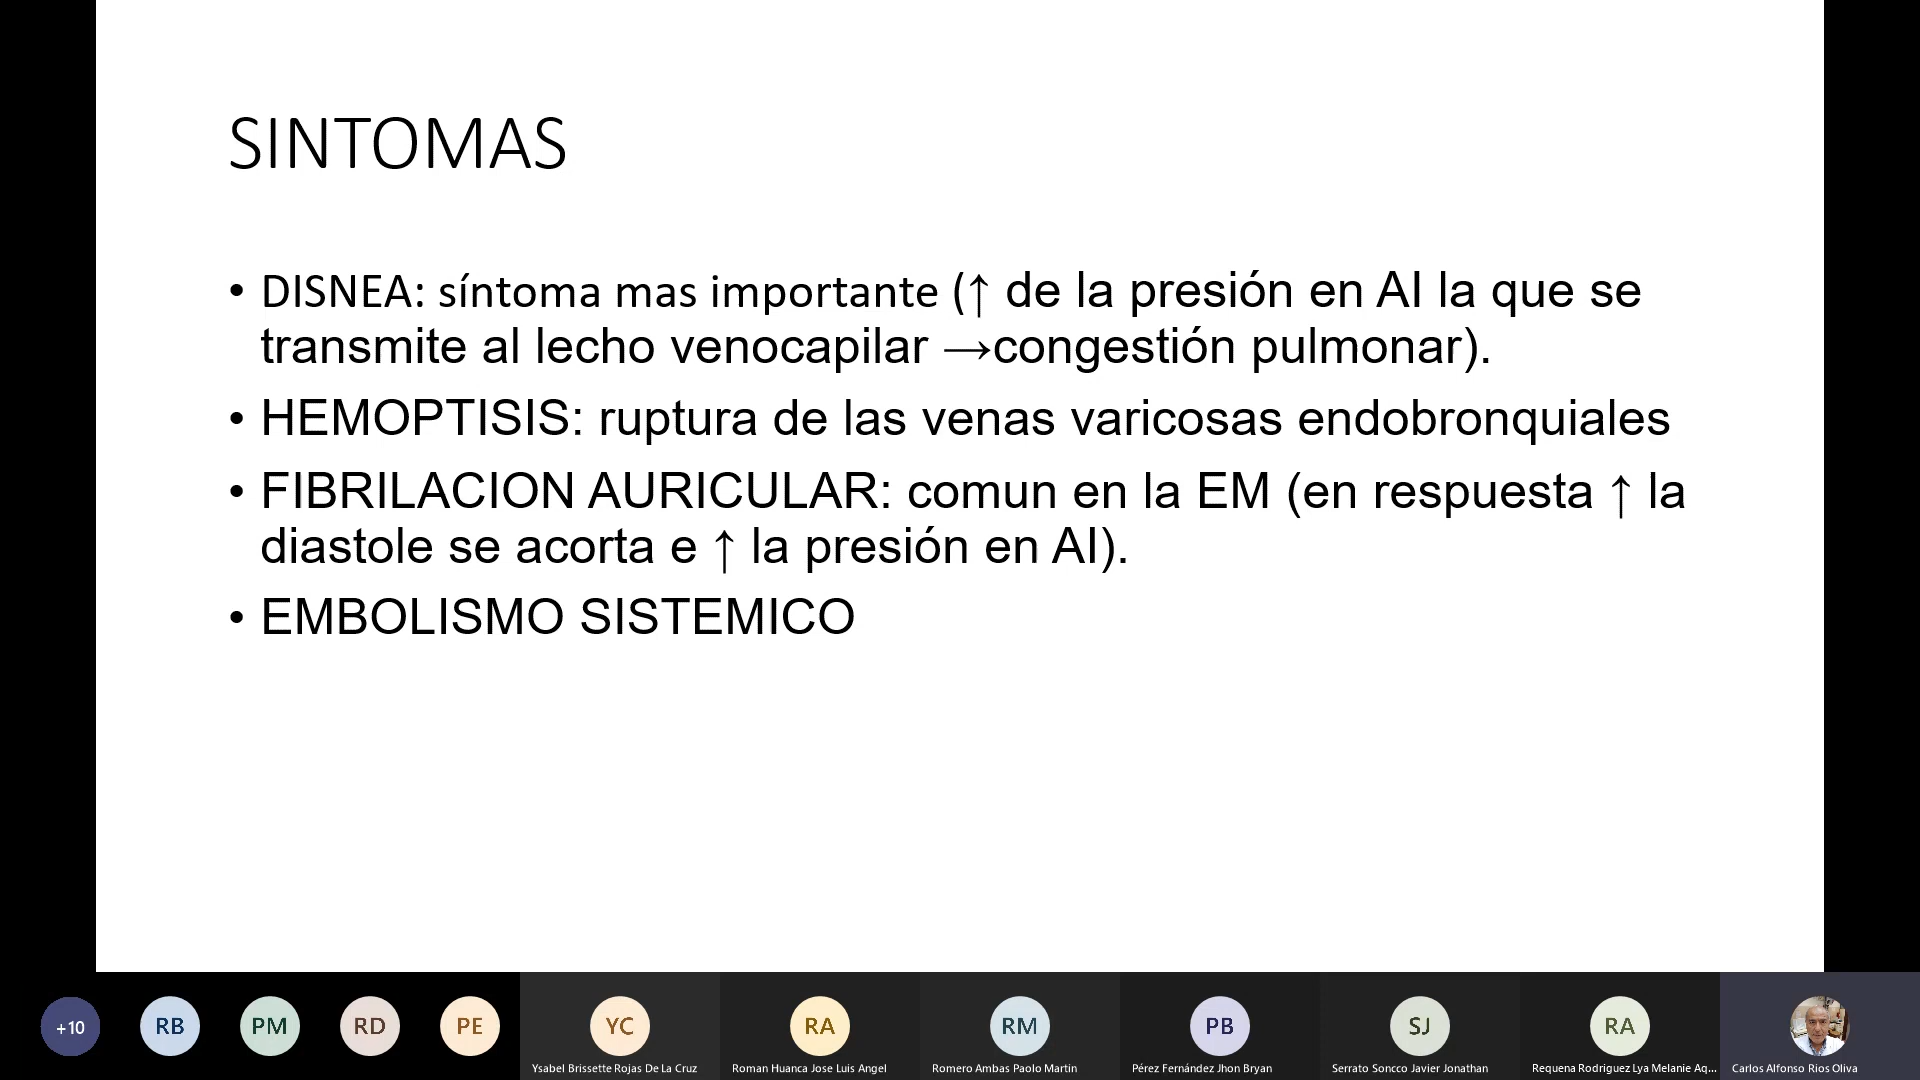 SINTOMAS
• DISNEA: síntoma mas importante (↑ de la presión en AI la que se
transmite al lecho venocapilar →congestión pulmonar).
• HEMOPTISIS: ruptura de las venas varicosas endobronquiales
• FIBRILACION AURICULAR: comun en la EM (en respuesta ↑ la
diastole se acorta e ↑ la presión en AI).
• EMBOLISMO SISTEMICO
+10
RB
PM
RD
PE
YC
RA
RM
PB
SJ
RA
Ysabel Brissette Rojas De La Cruz
Roman Huanca Jose Luis Angel
Romero Ambas Paolo Martin
Pérez Fernández Jhon Bryan
Serrato Soncco Javier Jonathan
Requena Rodriguez Lya Melanie Aq...
Carlos Alfonso Rios Oliva